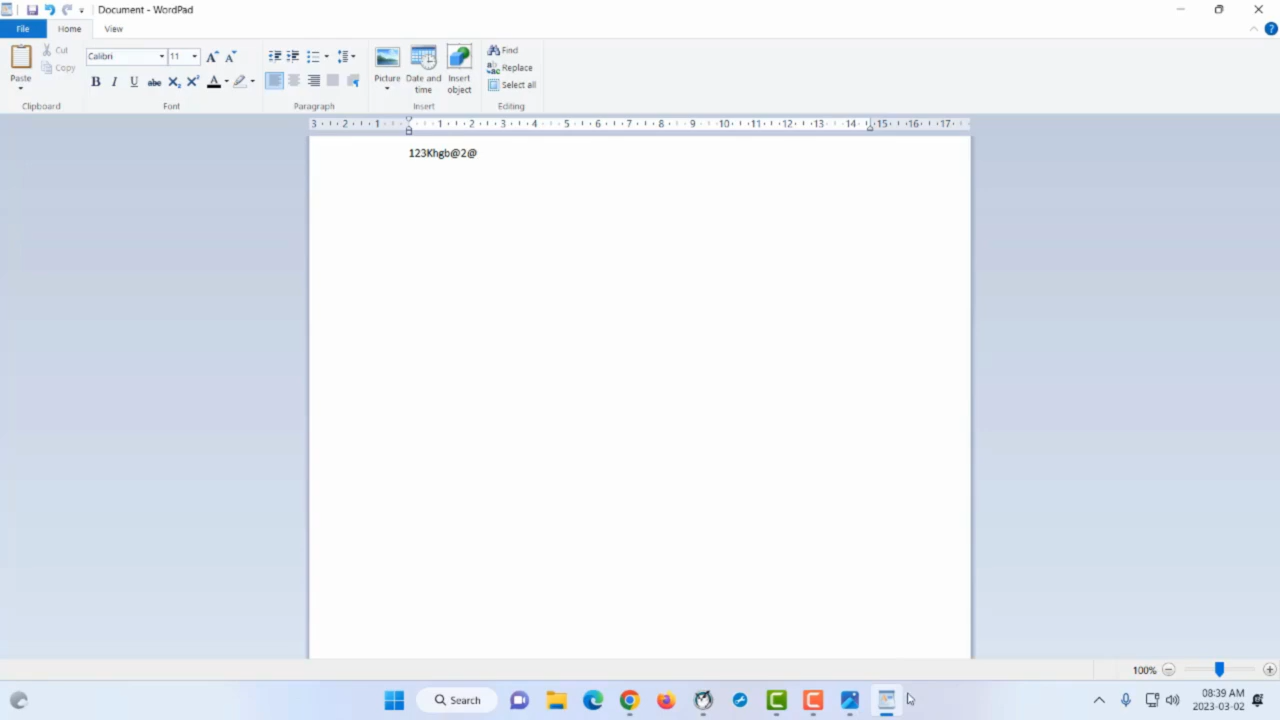 Document - WordPad
File Home View
Paste Cut Copy Clipboard
Calibri 11 Font
Paragraph
Picture Date and time Insert object Insert
Find Replace Select all Editing
3 2 1 1 2 3 4 5 6 7 8 9 10 11 12 13 14 15 16 17
123Khgb@2@
100%
Search
08:39 AM
2023-03-02